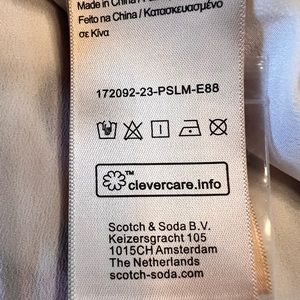 Made in China /
Feito na China / Κατασκευασμένο
σε Κίνα
172092-23-PSLM-E88
™
clevercare.info
Scotch & Soda B.V.
Keizersgracht 105
1015CH Amsterdam
The Netherlands
scotch-soda.com